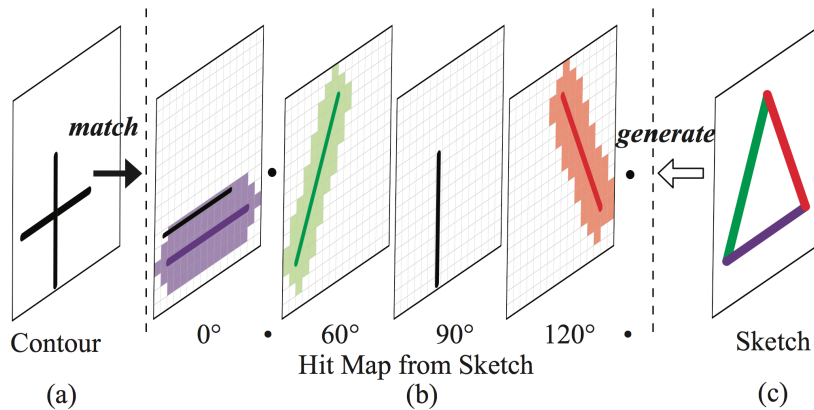 match
generate
0° • 60° 90° 120° •
Contour
Hit Map from Sketch
Sketch
(a)
(b)
(c)